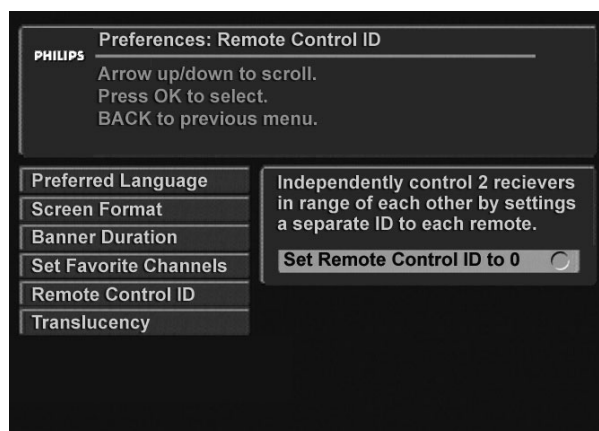 Preferences: Remote Control ID
PHILIPS
Arrow up/down to scroll.
Press OK to select.
BACK to previous menu.
Preferred Language
Screen Format
Banner Duration
Set Favorite Channels
Remote Control ID
Translucency
Independently control 2 recievers
in range of each other by settings
a separate ID to each remote.
Set Remote Control ID to 0